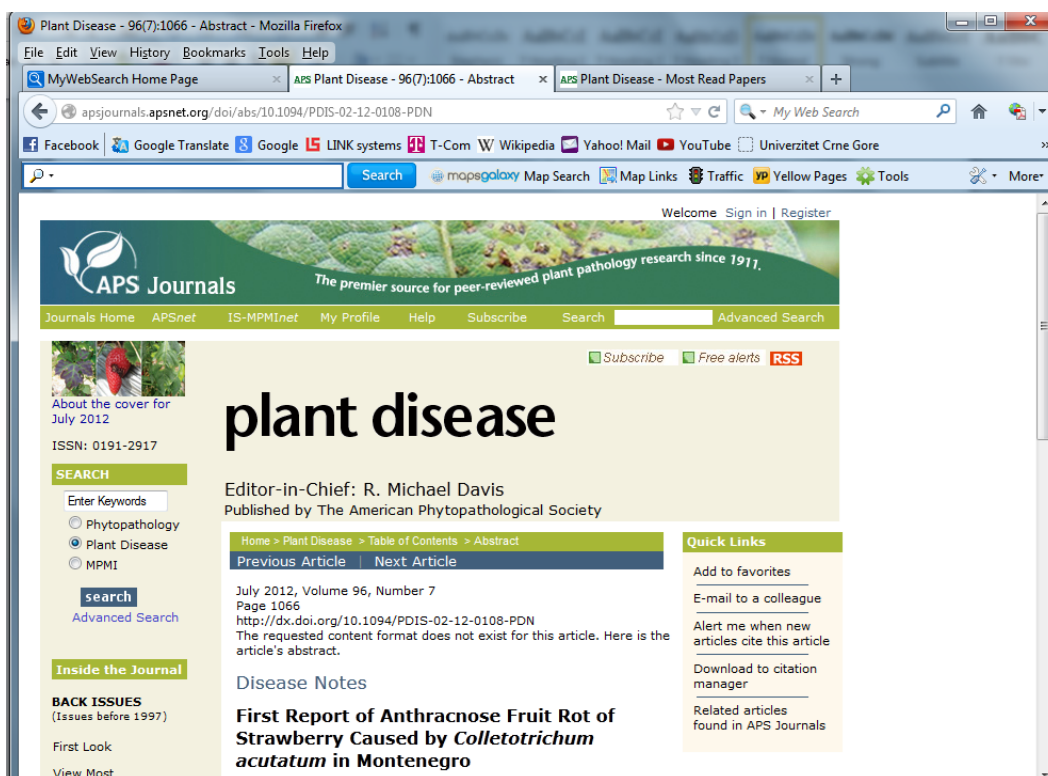 Plant Disease - 96(7):1066 - Abstract - Mozilla Firefox
File Edit View History Bookmarks Tools Help
MyWebSearch Home Page × APS Plant Disease - 96(7):1066 - Abstract × APS Plant Disease - Most Read Papers × +
apsjournals.apsnet.org/doi/abs/10.1094/PDIS-02-12-0108-PDN My Web Search
Facebook Google Translate Google LINK systems T-Com Wikipedia Yahoo! Mail YouTube Univerzitet Crne Gore »
Search mapsgalaxy Map Search Map Links Traffic YP Yellow Pages Tools More
Welcome Sign in | Register
APS Journals
The premier source for peer-reviewed plant pathology research since 1911.
Journals Home APSnet IS-MPMInet My Profile Help Subscribe Search Advanced Search
Subscribe Free alerts RSS
About the cover for
July 2012
ISSN: 0191-2917
SEARCH
Enter Keywords
Phytopathology
Plant Disease
MPMI
search
Advanced Search
Inside the Journal
BACK ISSUES
(Issues before 1997)
First Look
View Most
plant disease
Editor-in-Chief: R. Michael Davis
Published by The American Phytopathological Society
Home > Plant Disease > Table of Contents > Abstract
Previous Article | Next Article
July 2012, Volume 96, Number 7
Page 1066
http://dx.doi.org/10.1094/PDIS-02-12-0108-PDN
The requested content format does not exist for this article. Here is the
article's abstract.
Disease Notes
First Report of Anthracnose Fruit Rot of
Strawberry Caused by Colletotrichum
acutatum in Montenegro
Quick Links
Add to favorites
E-mail to a colleague
Alert me when new
articles cite this article
Download to citation
manager
Related articles
found in APS Journals